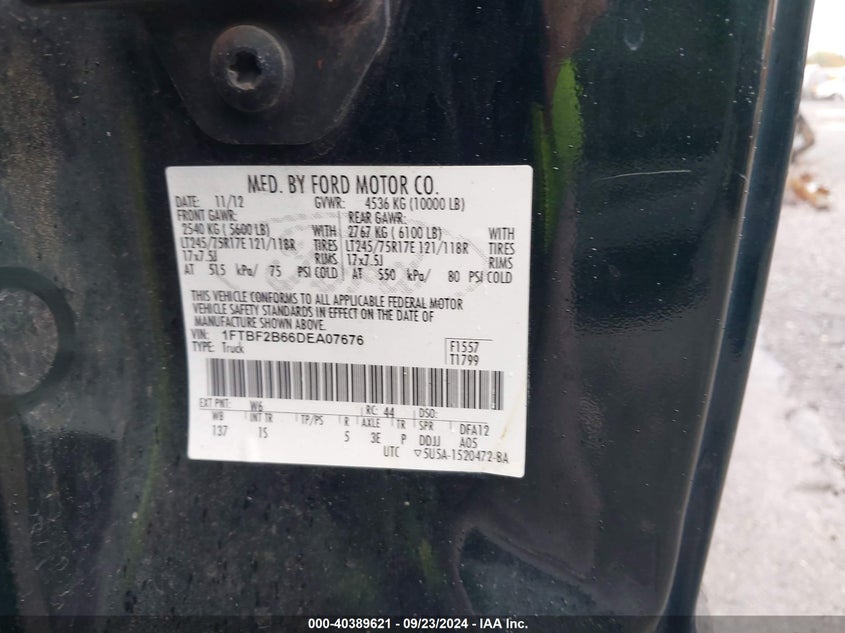 MFD. BY FORD MOTOR CO.
DATE: 11/12 GVWR: 4536 KG (10000 LB)
FRONT GAWR: REAR GAWR:
2540 KG ( 5600 LB) WITH 2767 KG ( 6100 LB) WITH
LT245/75R17E 121/118R TIRES LT245/75R17E 121/118R TIRES
17x7.5J RIMS 17x7.5J RIMS
AT 515 kPa/ 75 PSI COLD AT 550 kPa/ 80 PSI COLD
THIS VEHICLE CONFORMS TO ALL APPLICABLE FEDERAL MOTOR
VEHICLE SAFETY STANDARDS IN EFFECT ON THE DATE OF
MANUFACTURE SHOWN ABOVE.
VIN: 1FTBF2B66DEA07676 F1557
TYPE: Truck T1799
EXT PNT: W6 RC: 44 DSO:
WB INT TR TP/PS R AXLE TR SPR DFA12
137 15 5 3E P DDJJ A05
UTC ▽5U5A-1520472-BA
000-40389621 / 09/23/2024 / IAA, Inc.